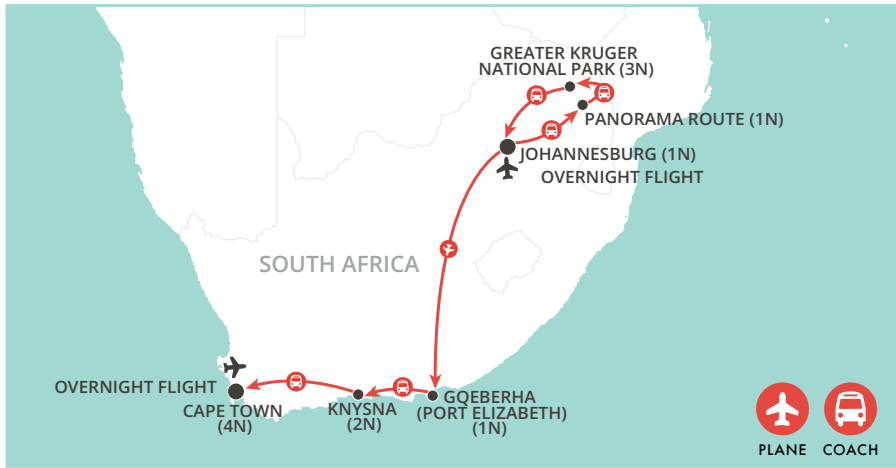 GREATER KRUGER
NATIONAL PARK (3N)
PANORAMA ROUTE (1N)
JOHANNESBURG (1N)
OVERNIGHT FLIGHT
SOUTH AFRICA
OVERNIGHT FLIGHT
CAPE TOWN
(4N)
KNYSNA
(2N)
GQEBERHA
(PORT ELIZABETH)
(1N)
PLANE
COACH